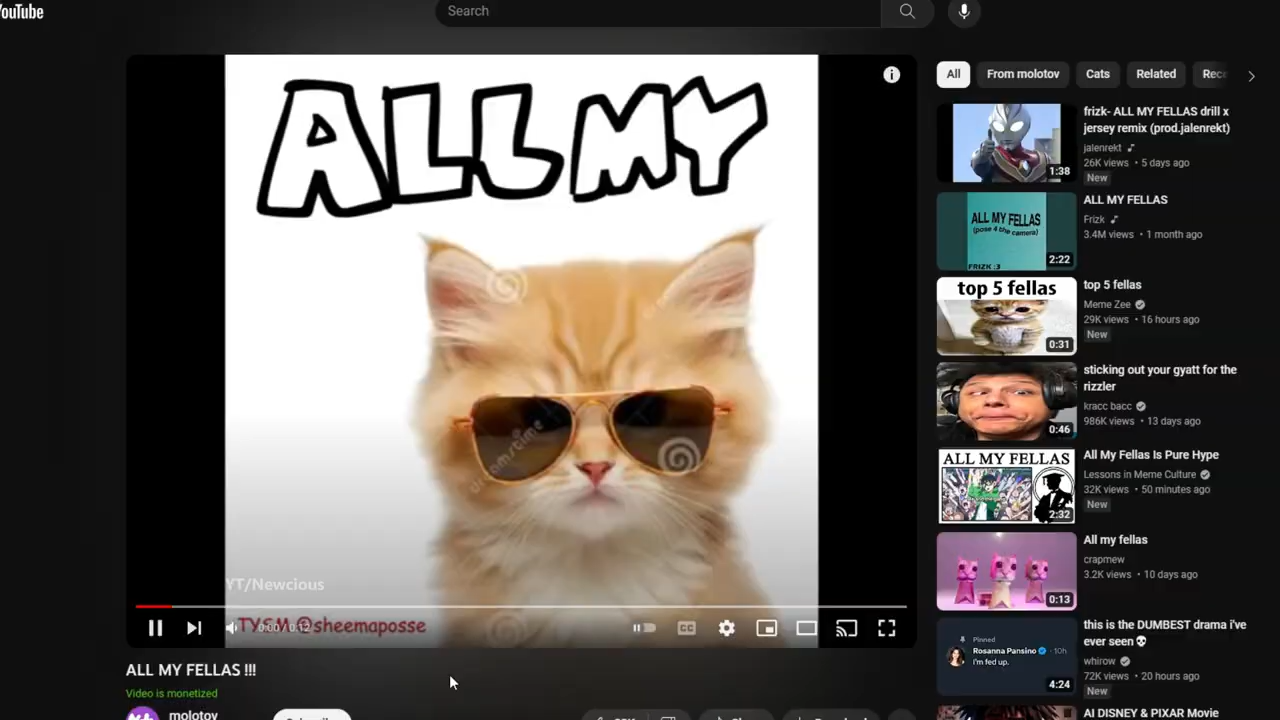 YouTube
Search
ALL MY
dreamstime
YT/Newcious
TYSM @sheemaposse
0:00 / 0:12
CC
ALL MY FELLAS !!!
Video is monetized
molotov
All
From molotov
Cats
Related
frizk- ALL MY FELLAS drill x
jersey remix (prod.jalenrekt)
jalenrekt
26K views • 5 days ago
New
1:38
ALL MY FELLAS
(pose 4 the camera)
FRIZK :3
2:22
ALL MY FELLAS
Frizk
3.4M views • 1 month ago
top 5 fellas
0:31
top 5 fellas
Meme Zee
29K views • 16 hours ago
New
0:46
sticking out your gyatt for the
rizzler
kracc bacc
986K views • 13 days ago
ALL MY FELLAS
2:32
All My Fellas Is Pure Hype
Lessons in Meme Culture
32K views • 50 minutes ago
New
0:13
All my fellas
crapmew
3.2K views • 10 days ago
Pinned
Rosanna Pansino · 10h
I'm fed up.
4:24
this is the DUMBEST drama i've
ever seen💀
whirow
72K views • 20 hours ago
New
AI DISNEY & PIXAR Movie